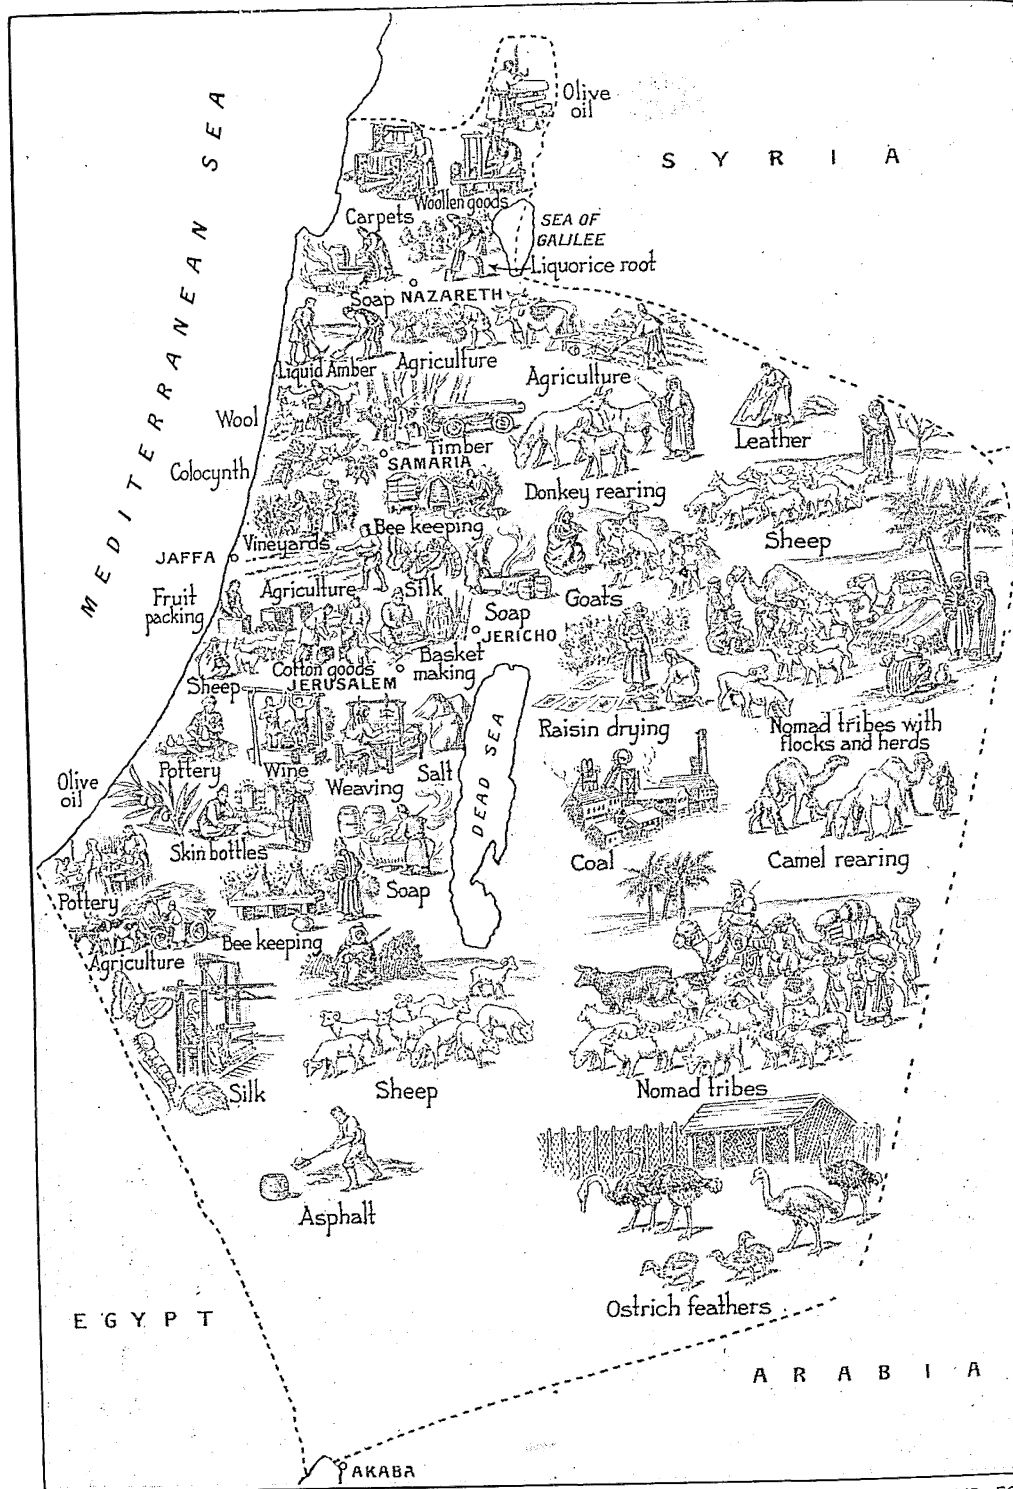 MEDITERRANEAN SEA
Olive
oil
SYRIA
Woollen goods
Carpets
SEA OF
GALILEE
Liquorice root
Soap
NAZARETH
Liquid Amber
Agriculture
Agriculture
Wool
Timber
Leather
Colocynth
SAMARIA
Donkey rearing
Bee keeping
Sheep
Vineyards
JAFFA
Fruit
packing
Agriculture
Silk
Soap
Goats
JERICHO
Basket
making
Cotton goods
JERUSALEM
Sheep
DEAD SEA
Raisin drying
Nomad tribes with
flocks and herds
Pottery
Wine
Weaving
Salt
Olive
oil
Skin bottles
Coal
Camel rearing
Soap
Pottery
Bee keeping
Agriculture
Silk
Sheep
Nomad tribes
Asphalt
Ostrich feathers
EGYPT
ARABIA
AKABA